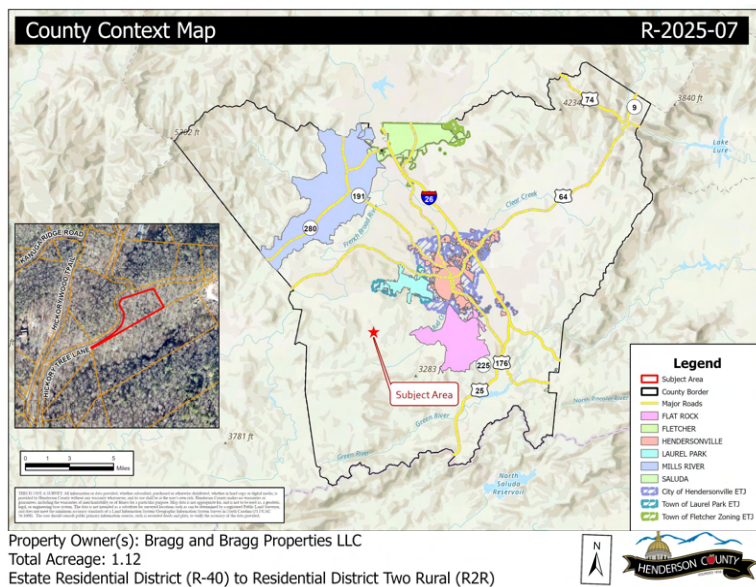 County Context Map
R-2025-07
5302 ft
4234 ft
74
9
3840 ft
Lake
Lure
191
26
Clear Creek
64
280
French Broad River
KANUGA RIDGE ROAD
HICKORYWOOD TRAIL
HICKORY TREE LANE
Subject Area
3283 ft
225
176
25
Green River
Green River
3781 ft
North
Saluda
Reservoir
0 1 3 5
Miles
Legend
Subject Area
County Border
Major Roads
FLAT ROCK
FLETCHER
HENDERSONVILLE
LAUREL PARK
MILLS RIVER
SALUDA
City of Hendersonville ETJ
Town of Laurel Park ETJ
Town of Fletcher Zoning ETJ
Property Owner(s): Bragg and Bragg Properties LLC
Total Acreage: 1.12
Estate Residential District (R-40) to Residential District Two Rural (R2R)
N
HENDERSON COUNTY